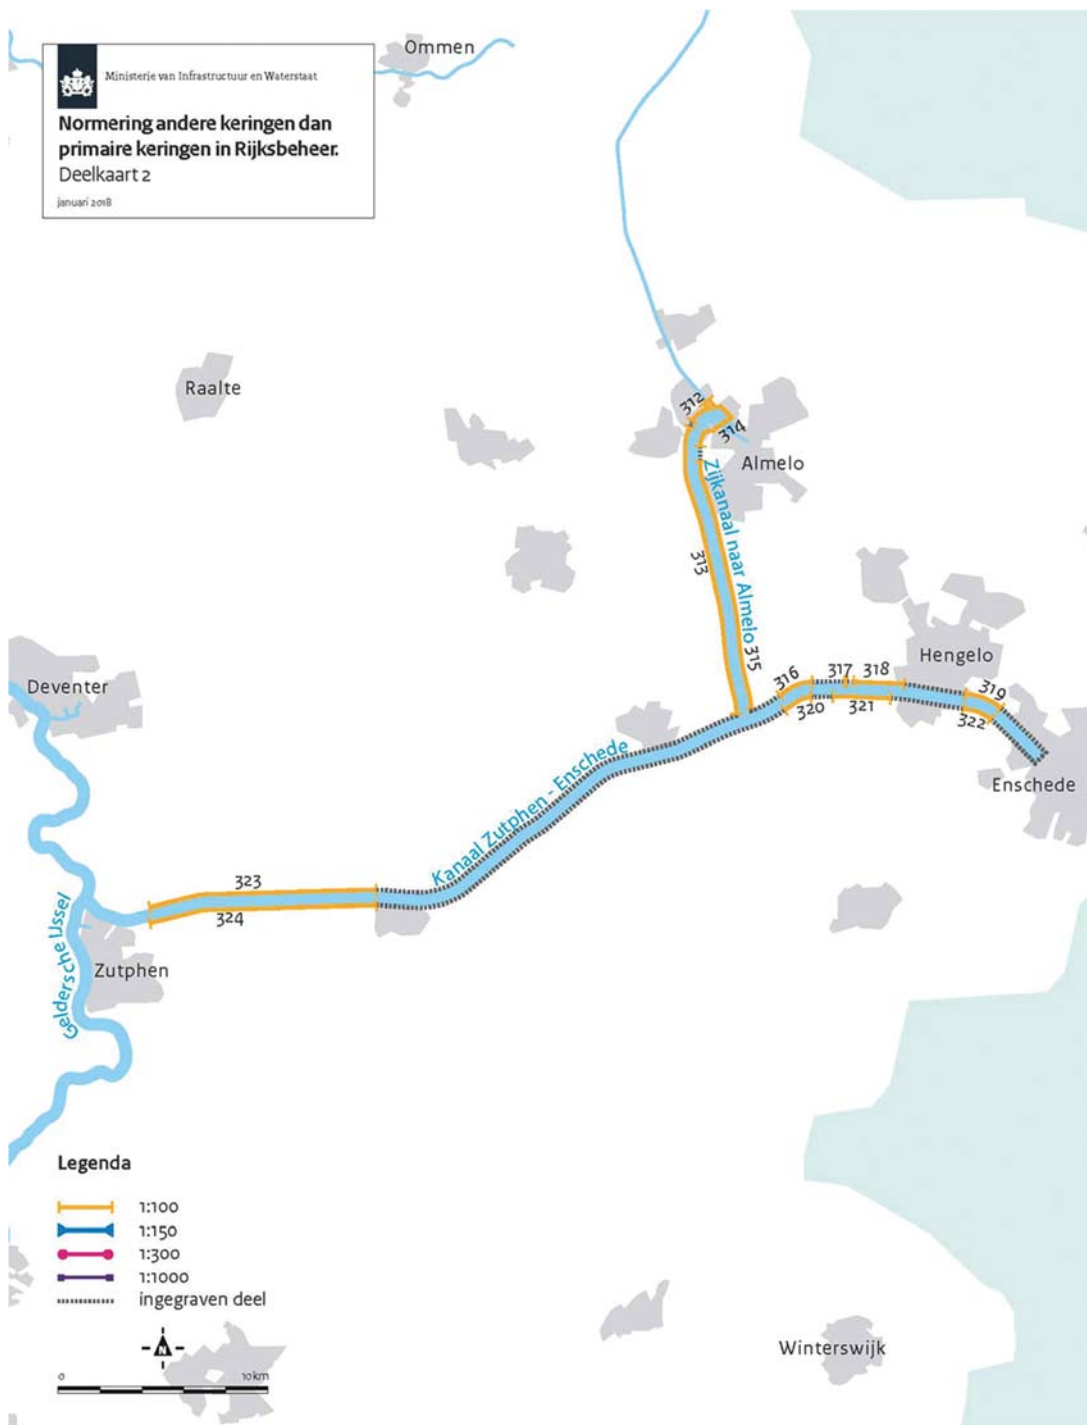 Ommen
Ministerie van Infrastructuur en Waterstaat
Normering andere keringen dan
primaire keringen in Rijksbeheer.
Deelkaart 2
januari 2018
Raalte
312
314
Almelo
Zijkanaal naar Almelo
313
315
Hengelo
316
317
318
319
320
321
322
Deventer
Enschede
Kanaal Zutphen - Enschede
323
324
Geldersche IJssel
Zutphen
Legenda
1:100
1:150
1:300
1:1000
ingegraven deel
N
0 10km
Winterswijk